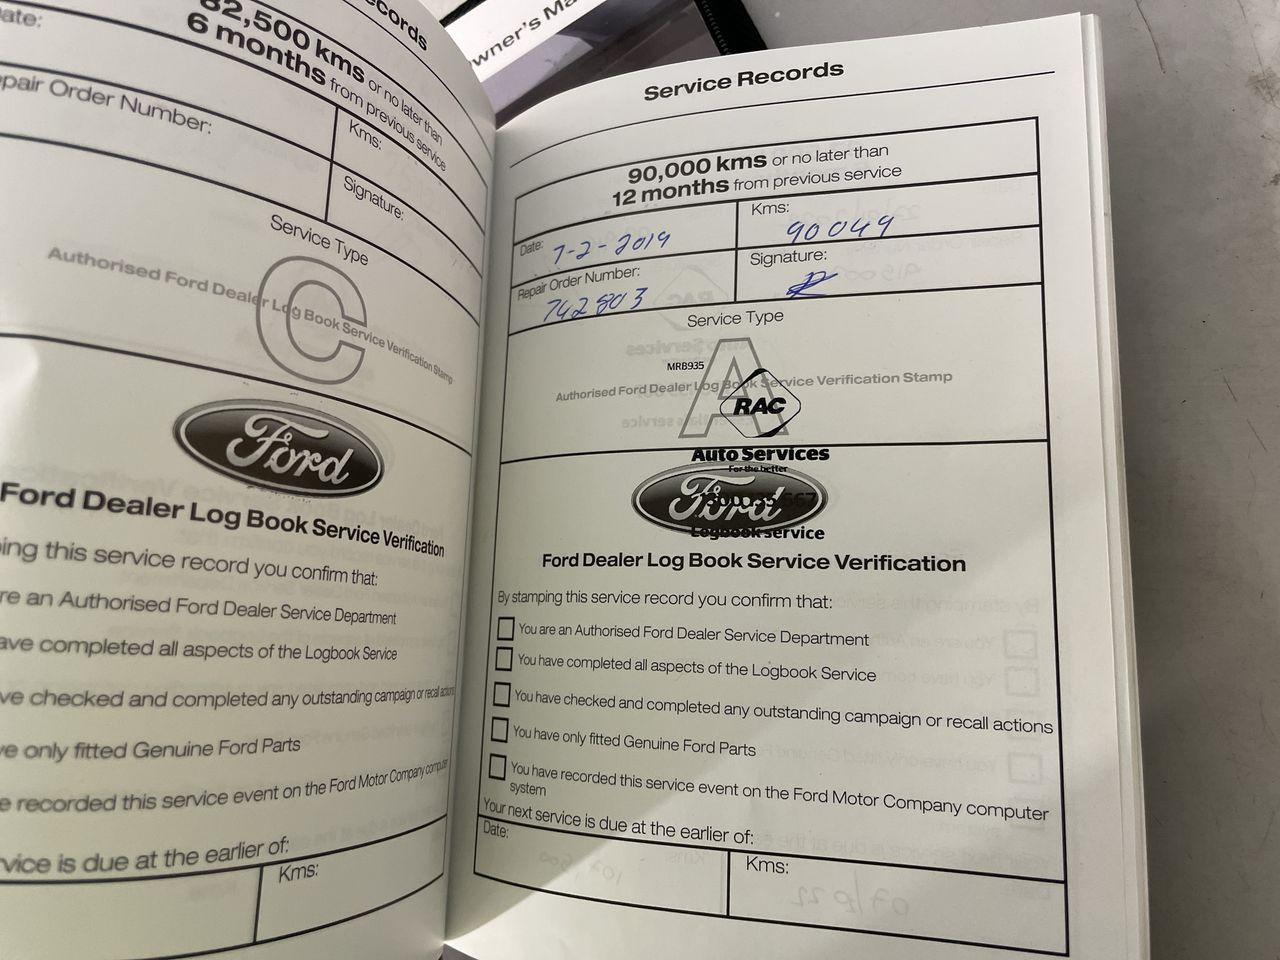 ecords
82,500 kms or no later than
6 months from previous service
ate:
Kms:
pair Order Number:
Signature:
Service Type
C
Authorised Ford Dealer Log Book Service Verification Stamp
Ford
Ford Dealer Log Book Service Verification
ing this service record you confirm that:
re an Authorised Ford Dealer Service Department
ave completed all aspects of the Logbook Service
ve checked and completed any outstanding campaign or recall actions
ve only fitted Genuine Ford Parts
e recorded this service event on the Ford Motor Company computer
rvice is due at the earlier of:
Kms:
wner's Ma
Service Records
90,000 kms or no later than
12 months from previous service
Date: 7-2-2019
Kms: 90049
Repair Order Number: 742803
Signature:
Service Type
A
MRB935
Authorised Ford Dealer Log Book Service Verification Stamp
RAC
Auto Services
For the better
Ford
Logbook service
Ford Dealer Log Book Service Verification
By stamping this service record you confirm that:
You are an Authorised Ford Dealer Service Department
You have completed all aspects of the Logbook Service
You have checked and completed any outstanding campaign or recall actions
You have only fitted Genuine Ford Parts
You have recorded this service event on the Ford Motor Company computer
system
Your next service is due at the earlier of:
Date:
Kms: